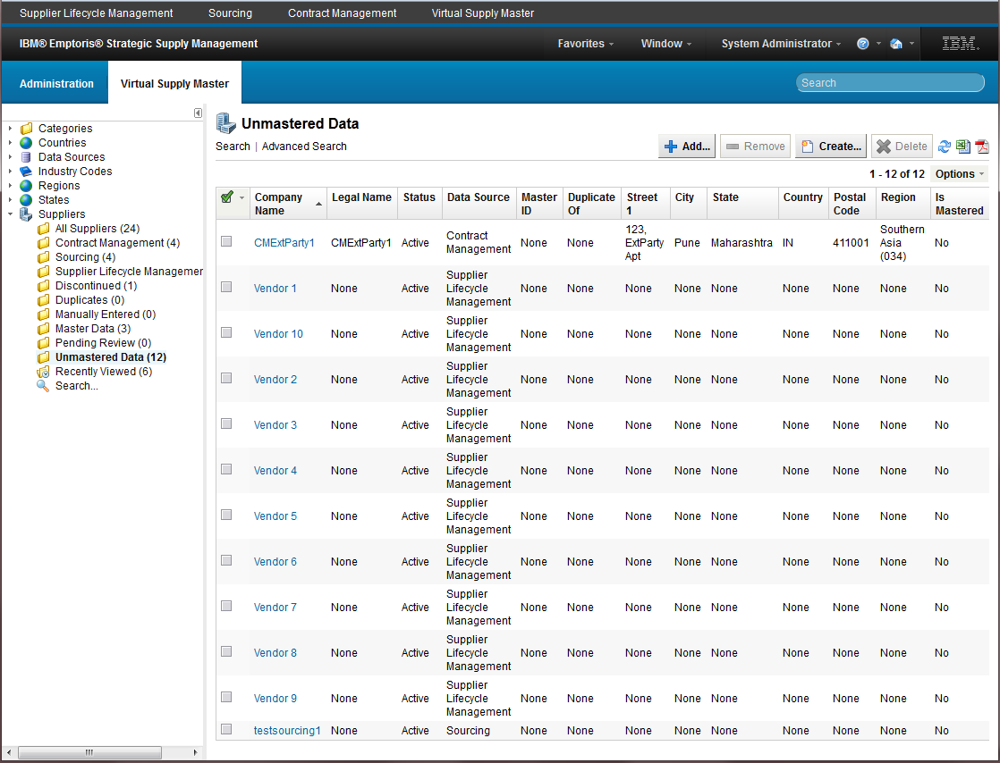 Supplier Lifecycle Management Sourcing Contract Management Virtual Supply Master
IBM® Emptoris® Strategic Supply Management Favorites Window System Administrator IBM.
Administration Virtual Supply Master Search
Categories
Countries
Data Sources
Industry Codes
Regions
States
Suppliers
All Suppliers (24)
Contract Management (4)
Sourcing (4)
Supplier Lifecycle Managemen
Discontinued (1)
Duplicates (0)
Manually Entered (0)
Master Data (3)
Pending Review (0)
Unmastered Data (12)
Recently Viewed (6)
Search...
Unmastered Data
Search | Advanced Search Add... Remove Create... Delete
1 - 12 of 12 Options
Company Legal Name Status Data Source Master Duplicate Street City State Country Postal Region Is
Name ID Of 1 Code Mastered
123, Southern
Contract
CMExtParty1 CMExtParty1 Active None None ExtParty Pune Maharashtra IN 411001 Asia No
Management
Apt (034)
Supplier
Vendor 1 None Active Lifecycle None None None None None None None None No
Management
Supplier
Vendor 10 None Active Lifecycle None None None None None None None None No
Management
Supplier
Vendor 2 None Active Lifecycle None None None None None None None None No
Management
Supplier
Vendor 3 None Active Lifecycle None None None None None None None None No
Management
Supplier
Vendor 4 None Active Lifecycle None None None None None None None None No
Management
Supplier
Vendor 5 None Active Lifecycle None None None None None None None None No
Management
Supplier
Vendor 6 None Active Lifecycle None None None None None None None None No
Management
Supplier
Vendor 7 None Active Lifecycle None None None None None None None None No
Management
Supplier
Vendor 8 None Active Lifecycle None None None None None None None None No
Management
Supplier
Vendor 9 None Active Lifecycle None None None None None None None None No
Management
testsourcing1 None Active Sourcing None None None None None None None None No